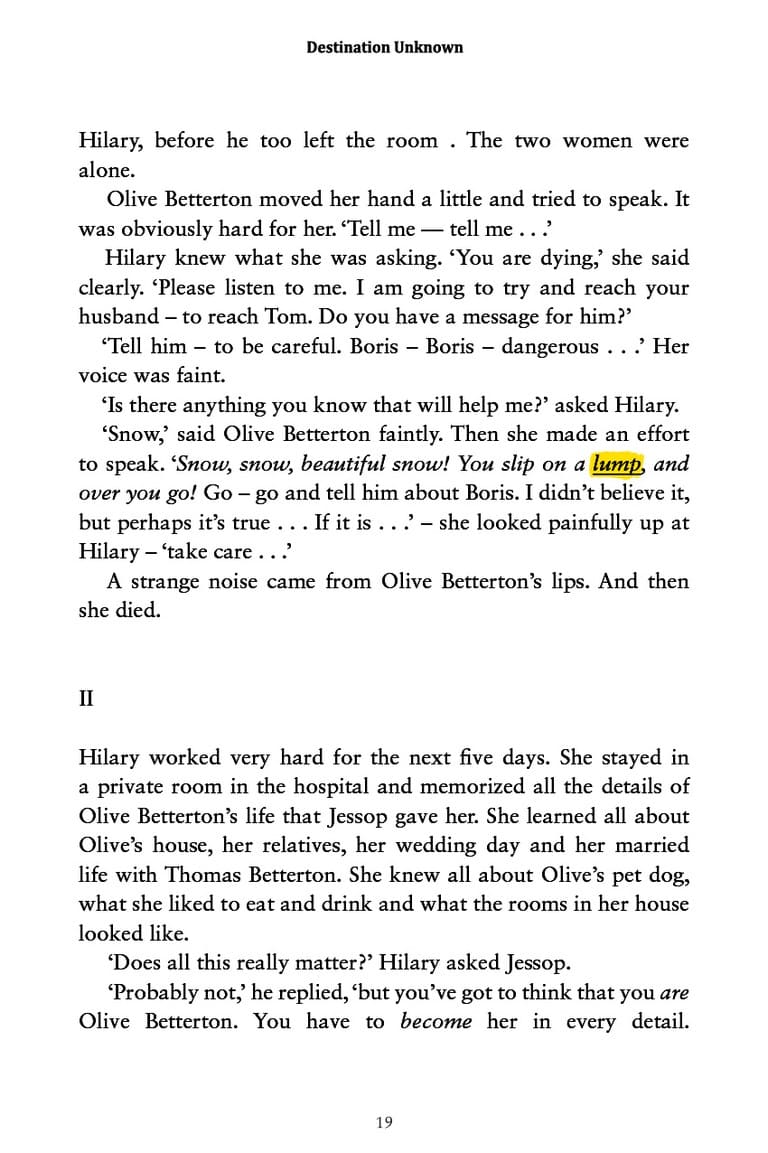 Destination Unknown
Hilary, before he too left the room . The two women were
alone.
Olive Betterton moved her hand a little and tried to speak. It
was obviously hard for her. ‘Tell me — tell me . . .’
Hilary knew what she was asking. ‘You are dying,’ she said
clearly. ‘Please listen to me. I am going to try and reach your
husband – to reach Tom. Do you have a message for him?’
‘Tell him – to be careful. Boris – Boris – dangerous . . .’ Her
voice was faint.
‘Is there anything you know that will help me?’ asked Hilary.
‘Snow,’ said Olive Betterton faintly. Then she made an effort
to speak. ‘Snow, snow, beautiful snow! You slip on a lump, and
over you go! Go – go and tell him about Boris. I didn’t believe it,
but perhaps it’s true . . . If it is . . .’ – she looked painfully up at
Hilary – ‘take care . . .’
A strange noise came from Olive Betterton’s lips. And then
she died.
II
Hilary worked very hard for the next five days. She stayed in
a private room in the hospital and memorized all the details of
Olive Betterton’s life that Jessop gave her. She learned all about
Olive’s house, her relatives, her wedding day and her married
life with Thomas Betterton. She knew all about Olive’s pet dog,
what she liked to eat and drink and what the rooms in her house
looked like.
‘Does all this really matter?’ Hilary asked Jessop.
‘Probably not,’ he replied, ‘but you’ve got to think that you are
Olive Betterton. You have to become her in every detail.
19